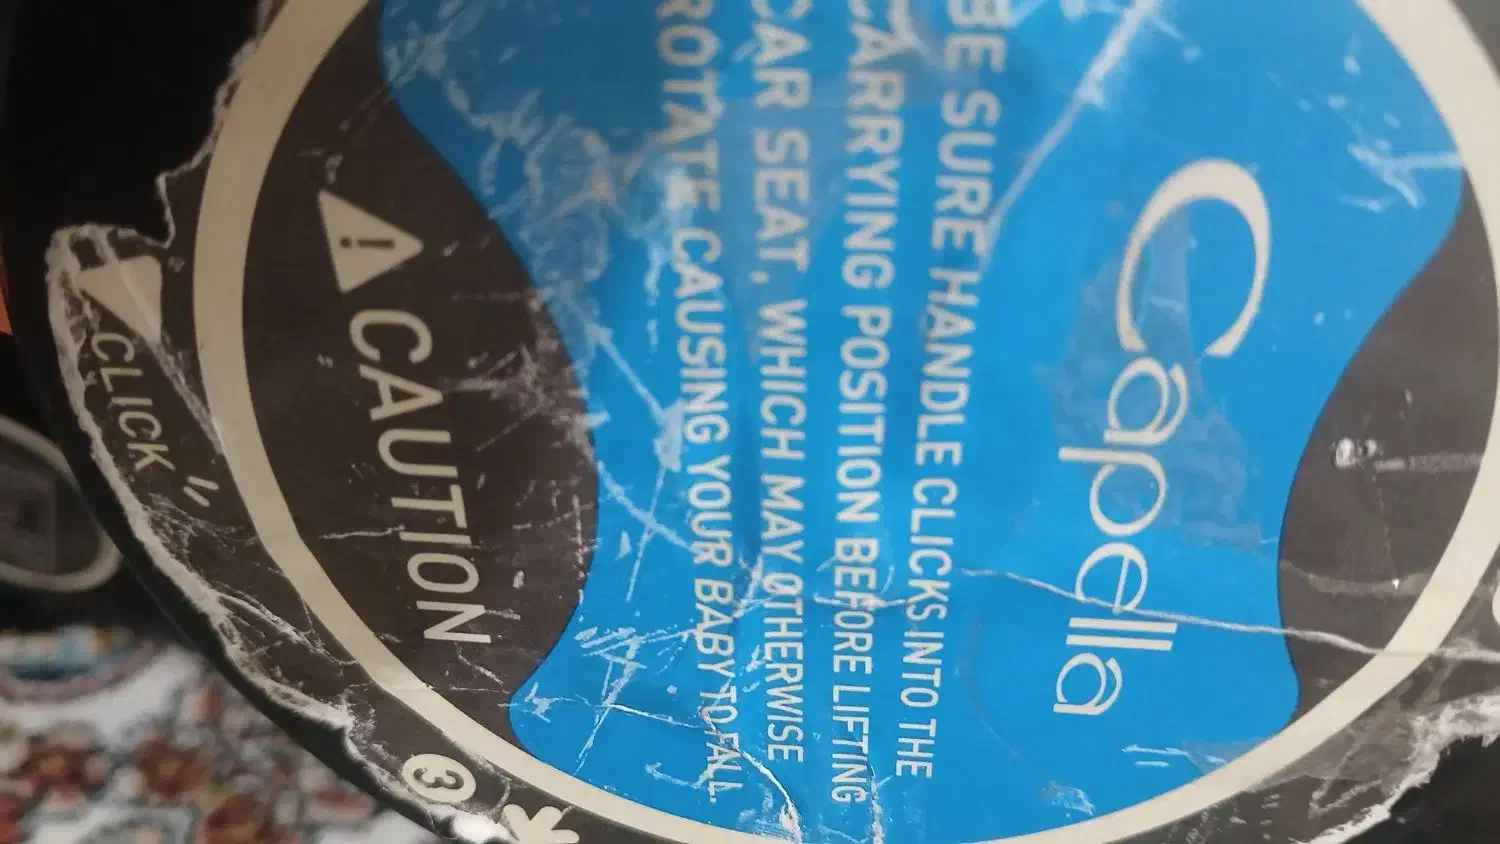 Capella
BE SURE HANDLE CLICKS INTO THE
CARRYING POSITION BEFORE LIFTING
CAR SEAT, WHICH MAY OTHERWISE
ROTATE CAUSING YOUR BABY TO FALL.
! CAUTION
CLICK
3